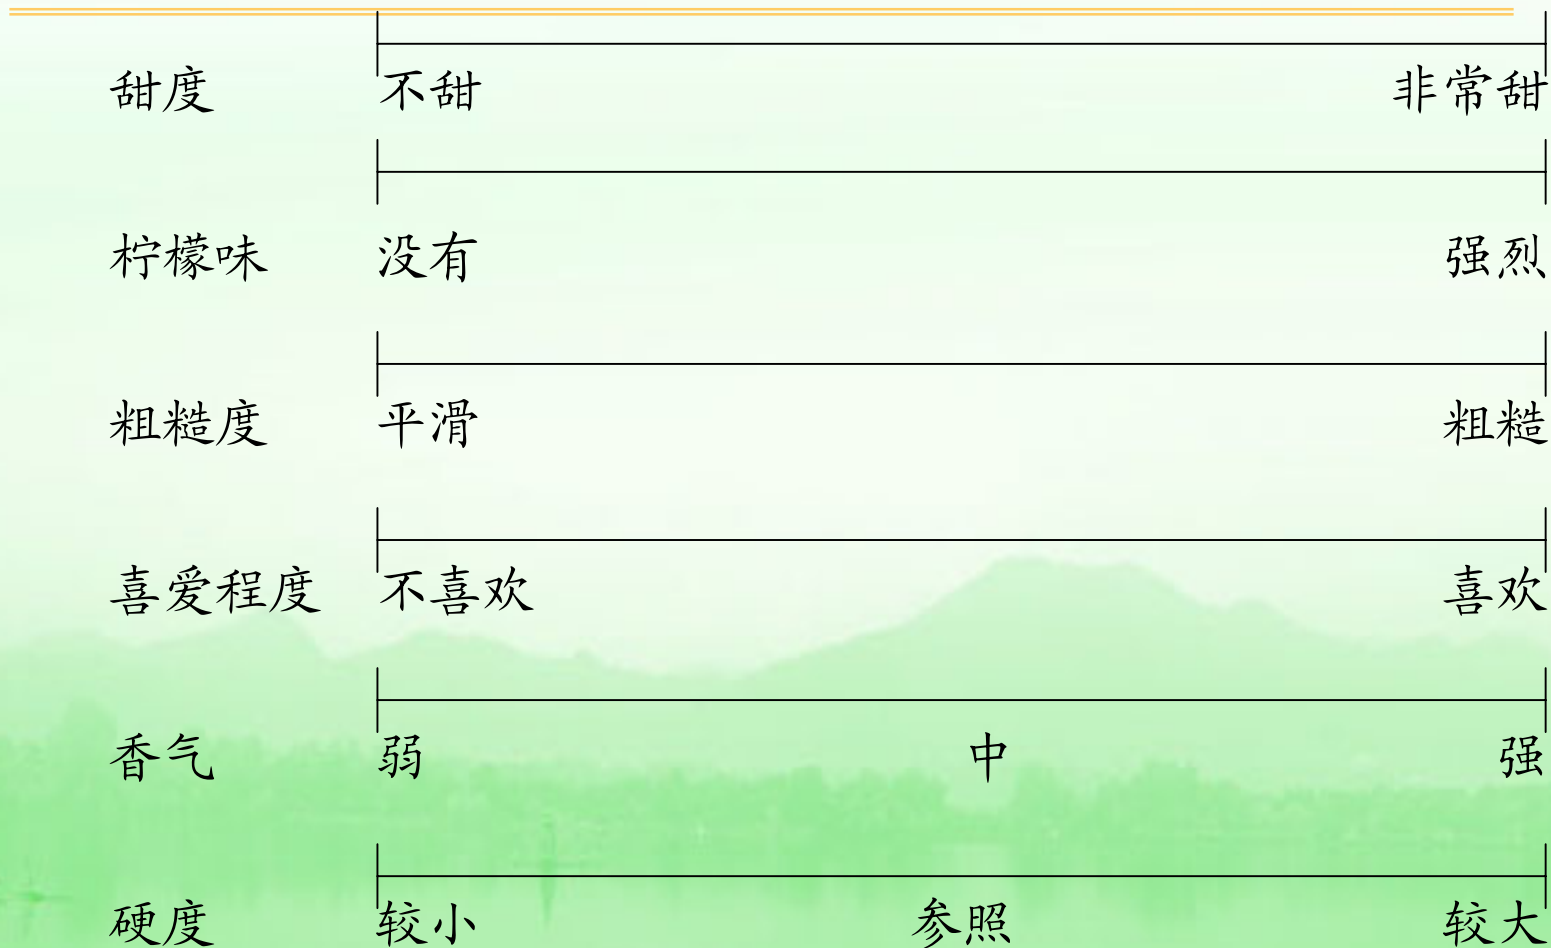 甜度 不甜 非常甜
柠檬味 没有 强烈
粗糙度 平滑 粗糙
喜爱程度 不喜欢 喜欢
香气 弱 中 强
硬度 较小 参照 较大